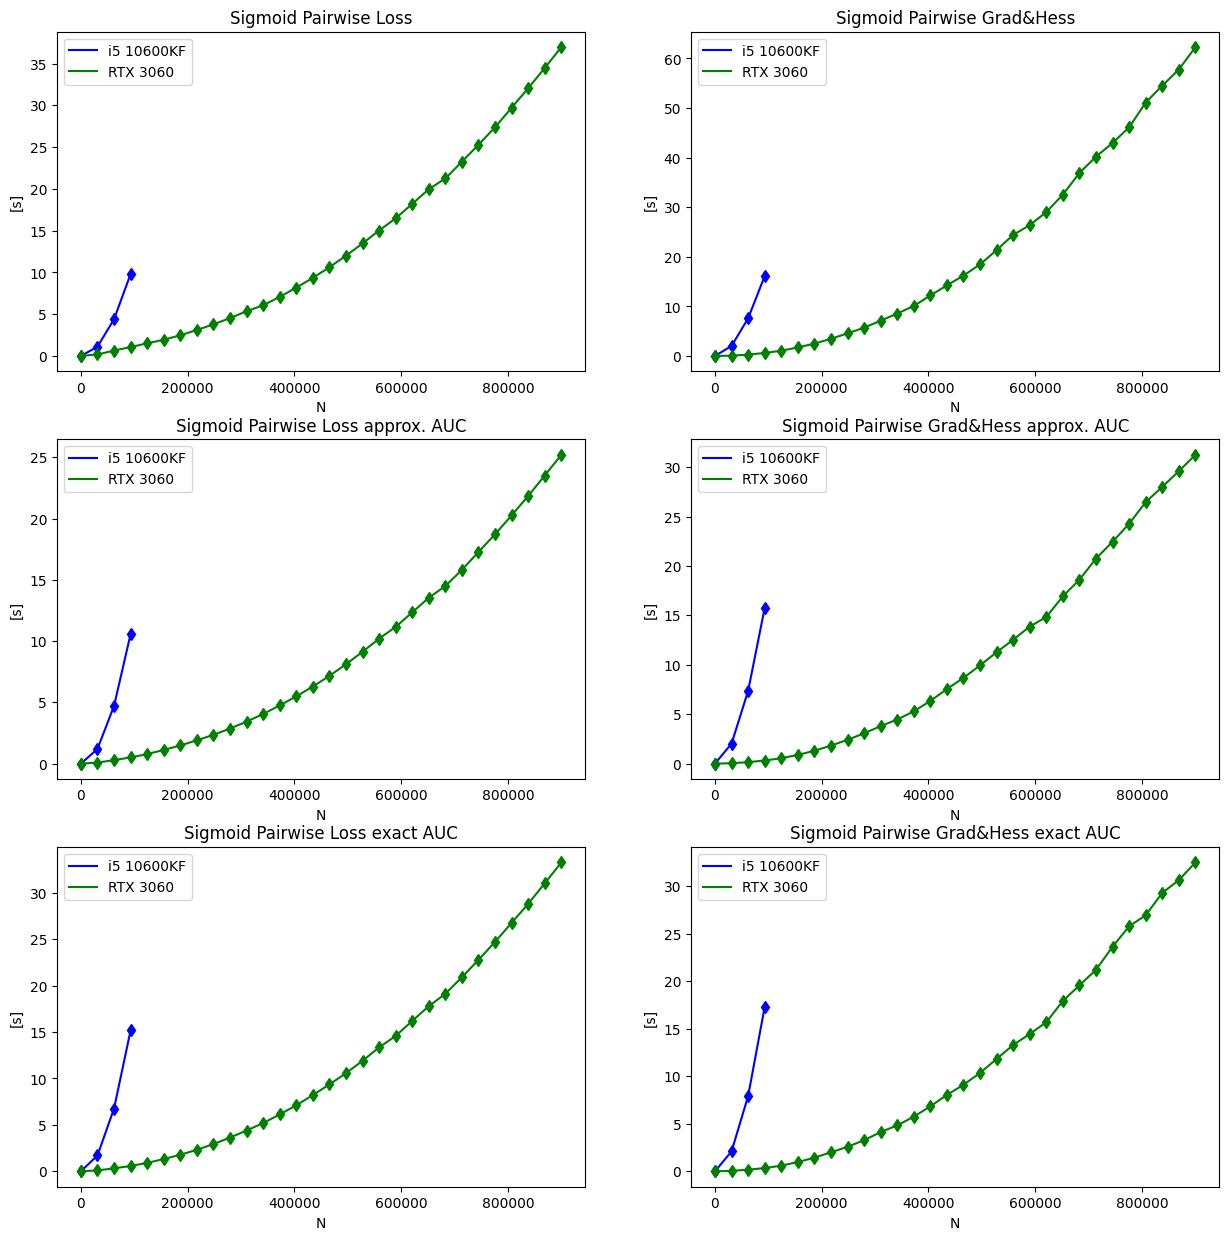 Sigmoid Pairwise Loss
i5 10600KF
RTX 3060
35
30
25
20
15
10
5
0
[s]
0 200000 400000 600000 800000
N
Sigmoid Pairwise Grad&Hess
i5 10600KF
RTX 3060
60
50
40
30
20
10
0
[s]
0 200000 400000 600000 800000
N
Sigmoid Pairwise Loss approx. AUC
i5 10600KF
RTX 3060
25
20
15
10
5
0
[s]
0 200000 400000 600000 800000
N
Sigmoid Pairwise Grad&Hess approx. AUC
i5 10600KF
RTX 3060
30
25
20
15
10
5
0
[s]
0 200000 400000 600000 800000
N
Sigmoid Pairwise Loss exact AUC
i5 10600KF
RTX 3060
30
25
20
15
10
5
0
[s]
0 200000 400000 600000 800000
N
Sigmoid Pairwise Grad&Hess exact AUC
i5 10600KF
RTX 3060
30
25
20
15
10
5
0
[s]
0 200000 400000 600000 800000
N